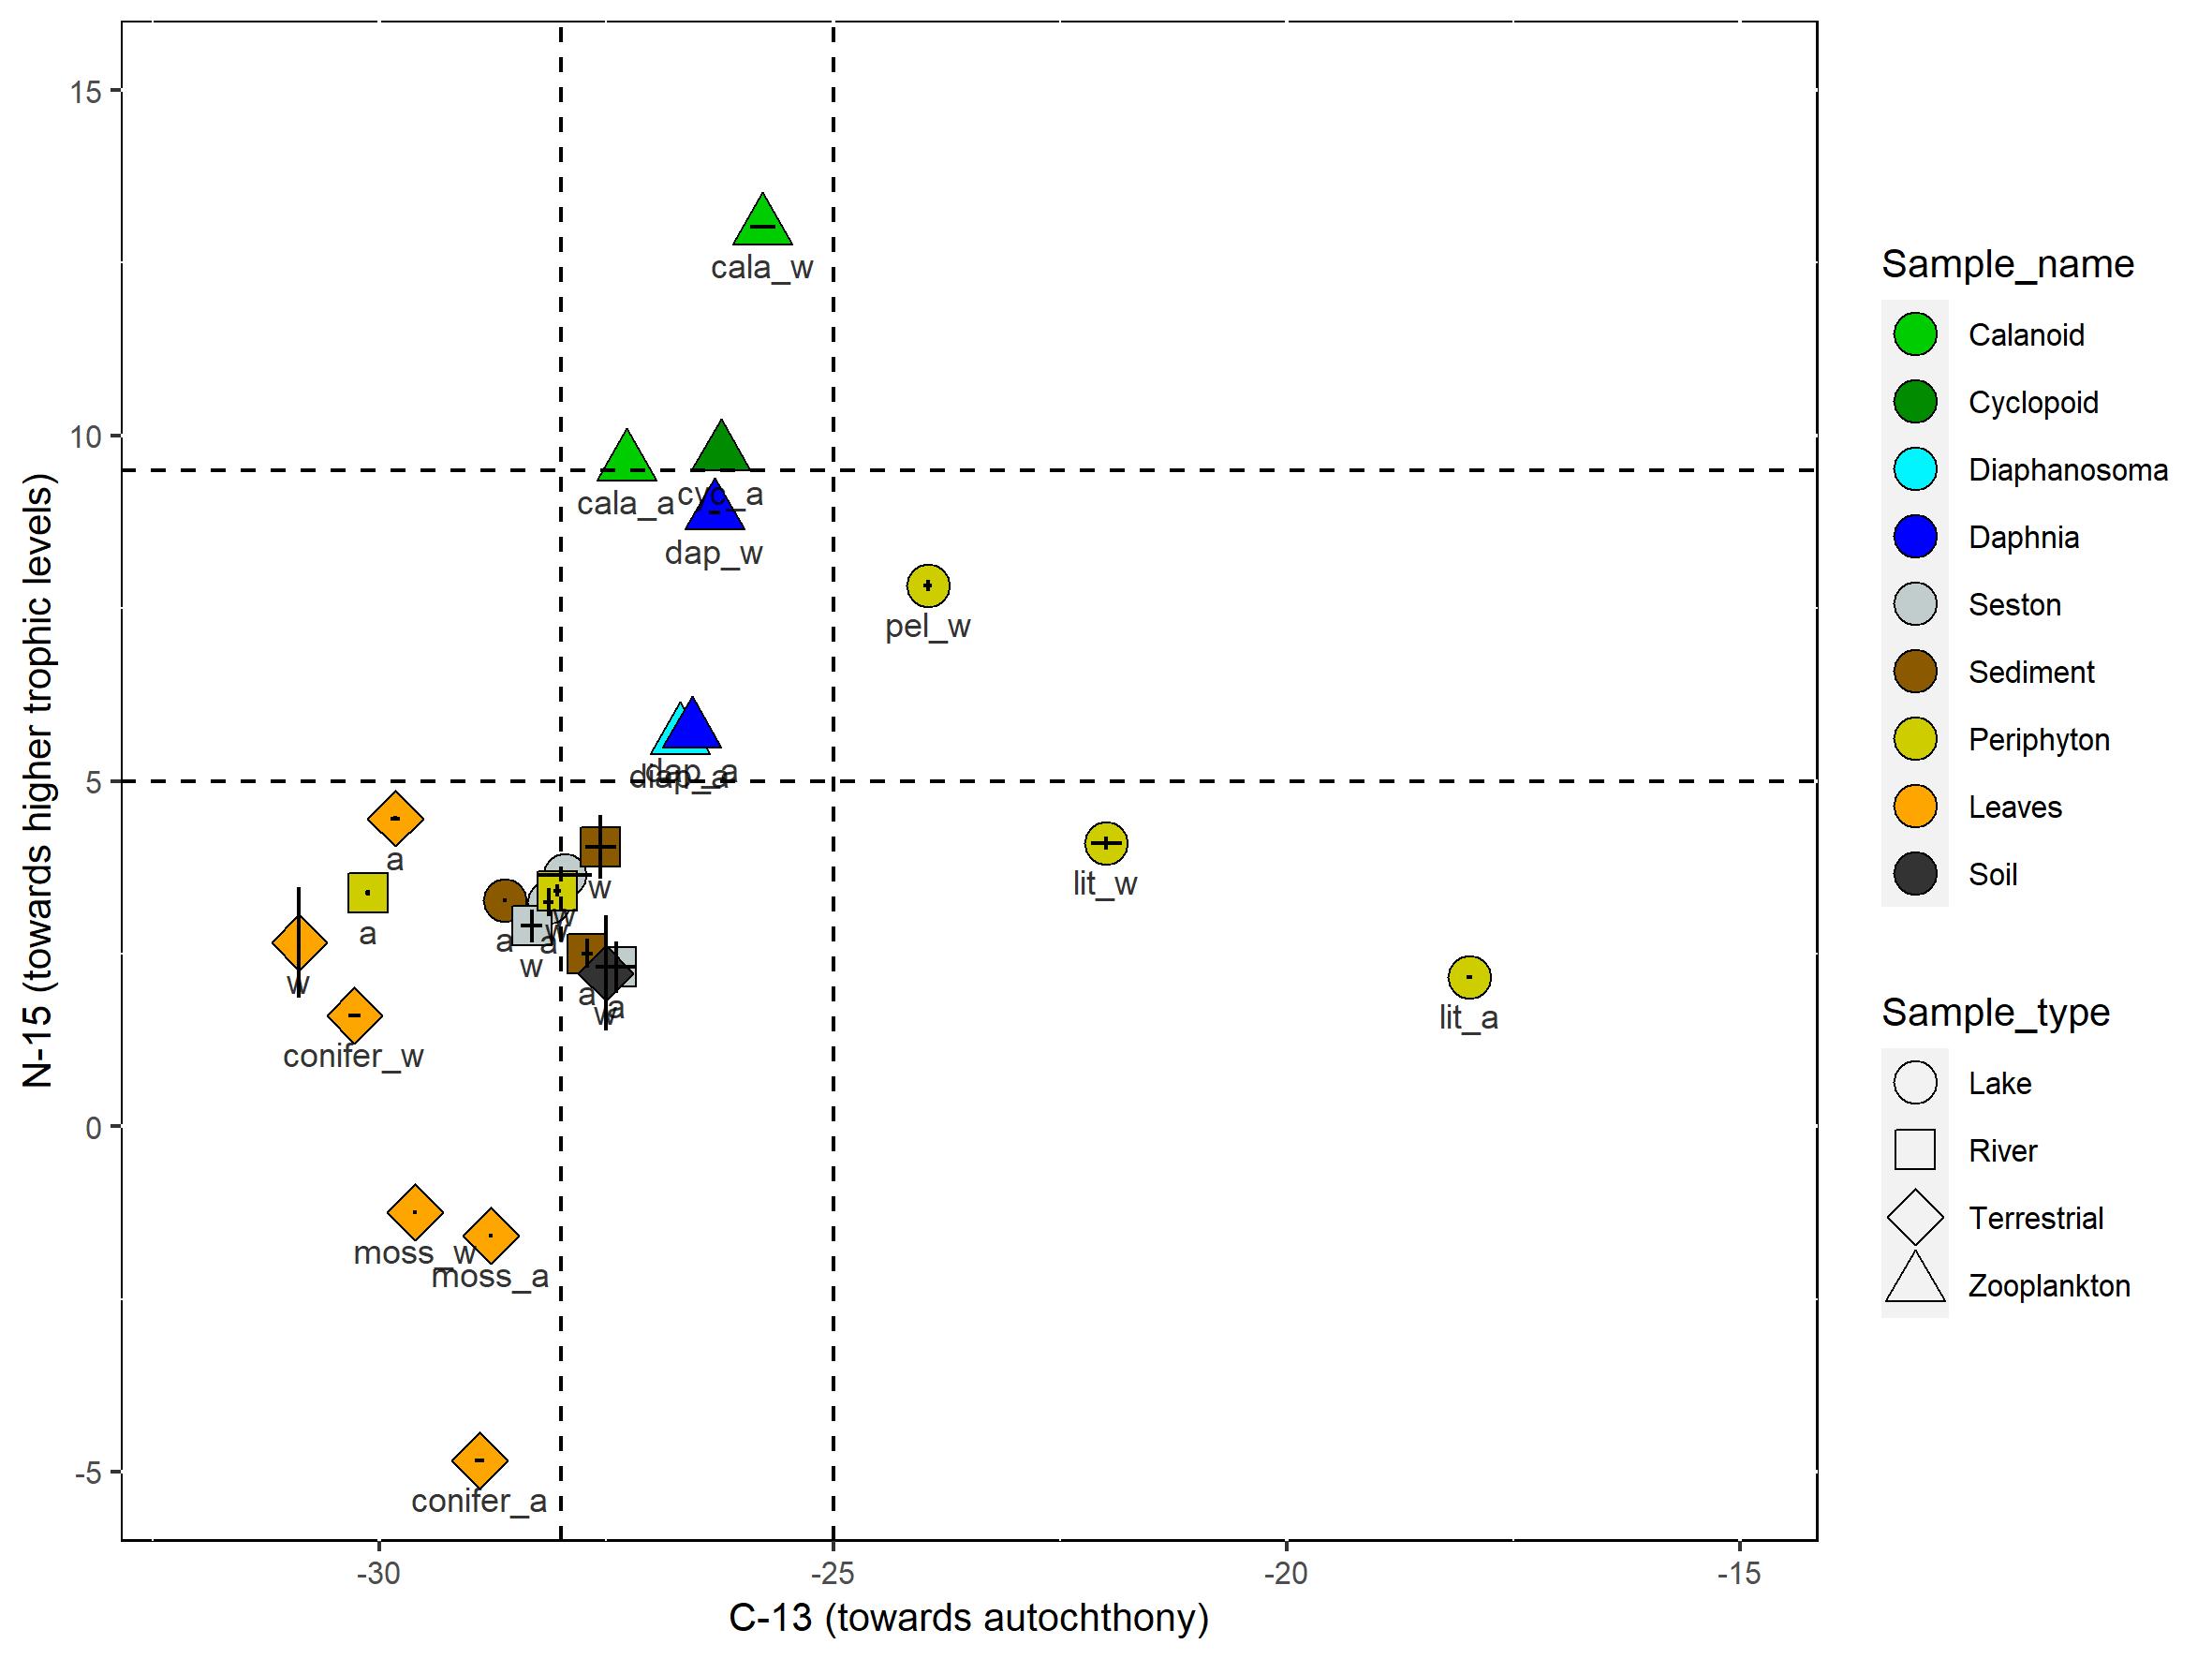 15
10
5
0
-5
N-15 (towards higher trophic levels)
cala_w
cala_a
cyc_a
dap_w
pel_w
dap_a
diap_a
a
w
lit_w
a
w
a
w
w
a
w
w
a
w
a
conifer_w
lit_a
moss_w
moss_a
conifer_a
-30
-25
-20
-15
C-13 (towards autochthony)
Sample_name
Calanoid
Cyclopoid
Diaphanosoma
Daphnia
Seston
Sediment
Periphyton
Leaves
Soil
Sample_type
Lake
River
Terrestrial
Zooplankton